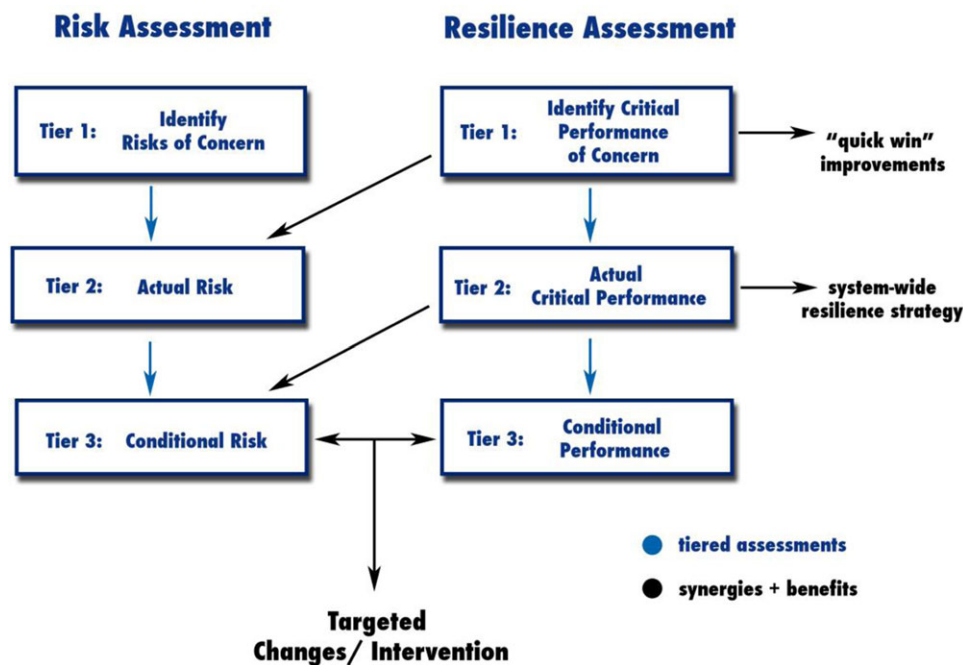 Risk Assessment
Resilience Assessment
Tier 1:
Identify
Risks of Concern
Tier 1:
Identify Critical
Performance
of Concern
“quick win”
improvements
Tier 2:
Actual Risk
Tier 2:
Actual
Critical Performance
system-wide
resilience strategy
Tier 3:
Conditional Risk
Tier 3:
Conditional
Performance
tiered assessments
synergies + benefits
Targeted
Changes/ Intervention